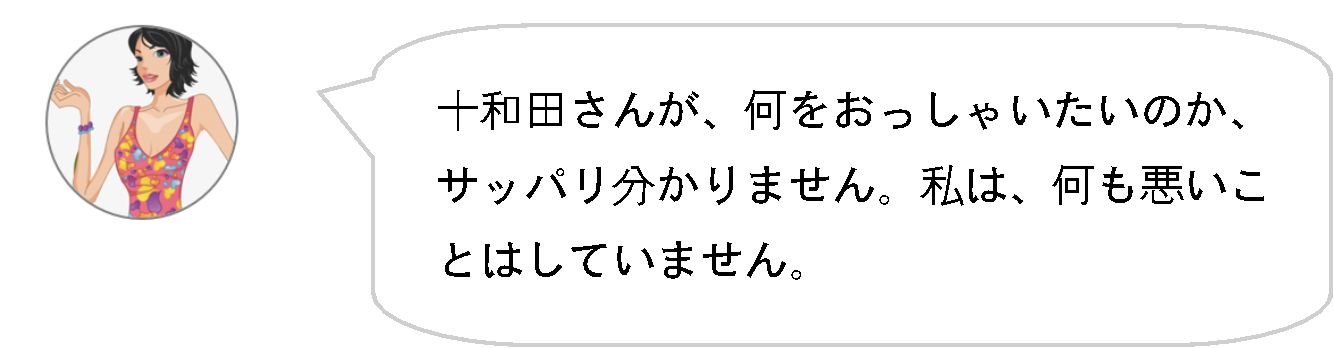 十和田さんが、何をおっしゃいたいのか、
サッパリ分かりません。私は、何も悪いこ
とはしていません。